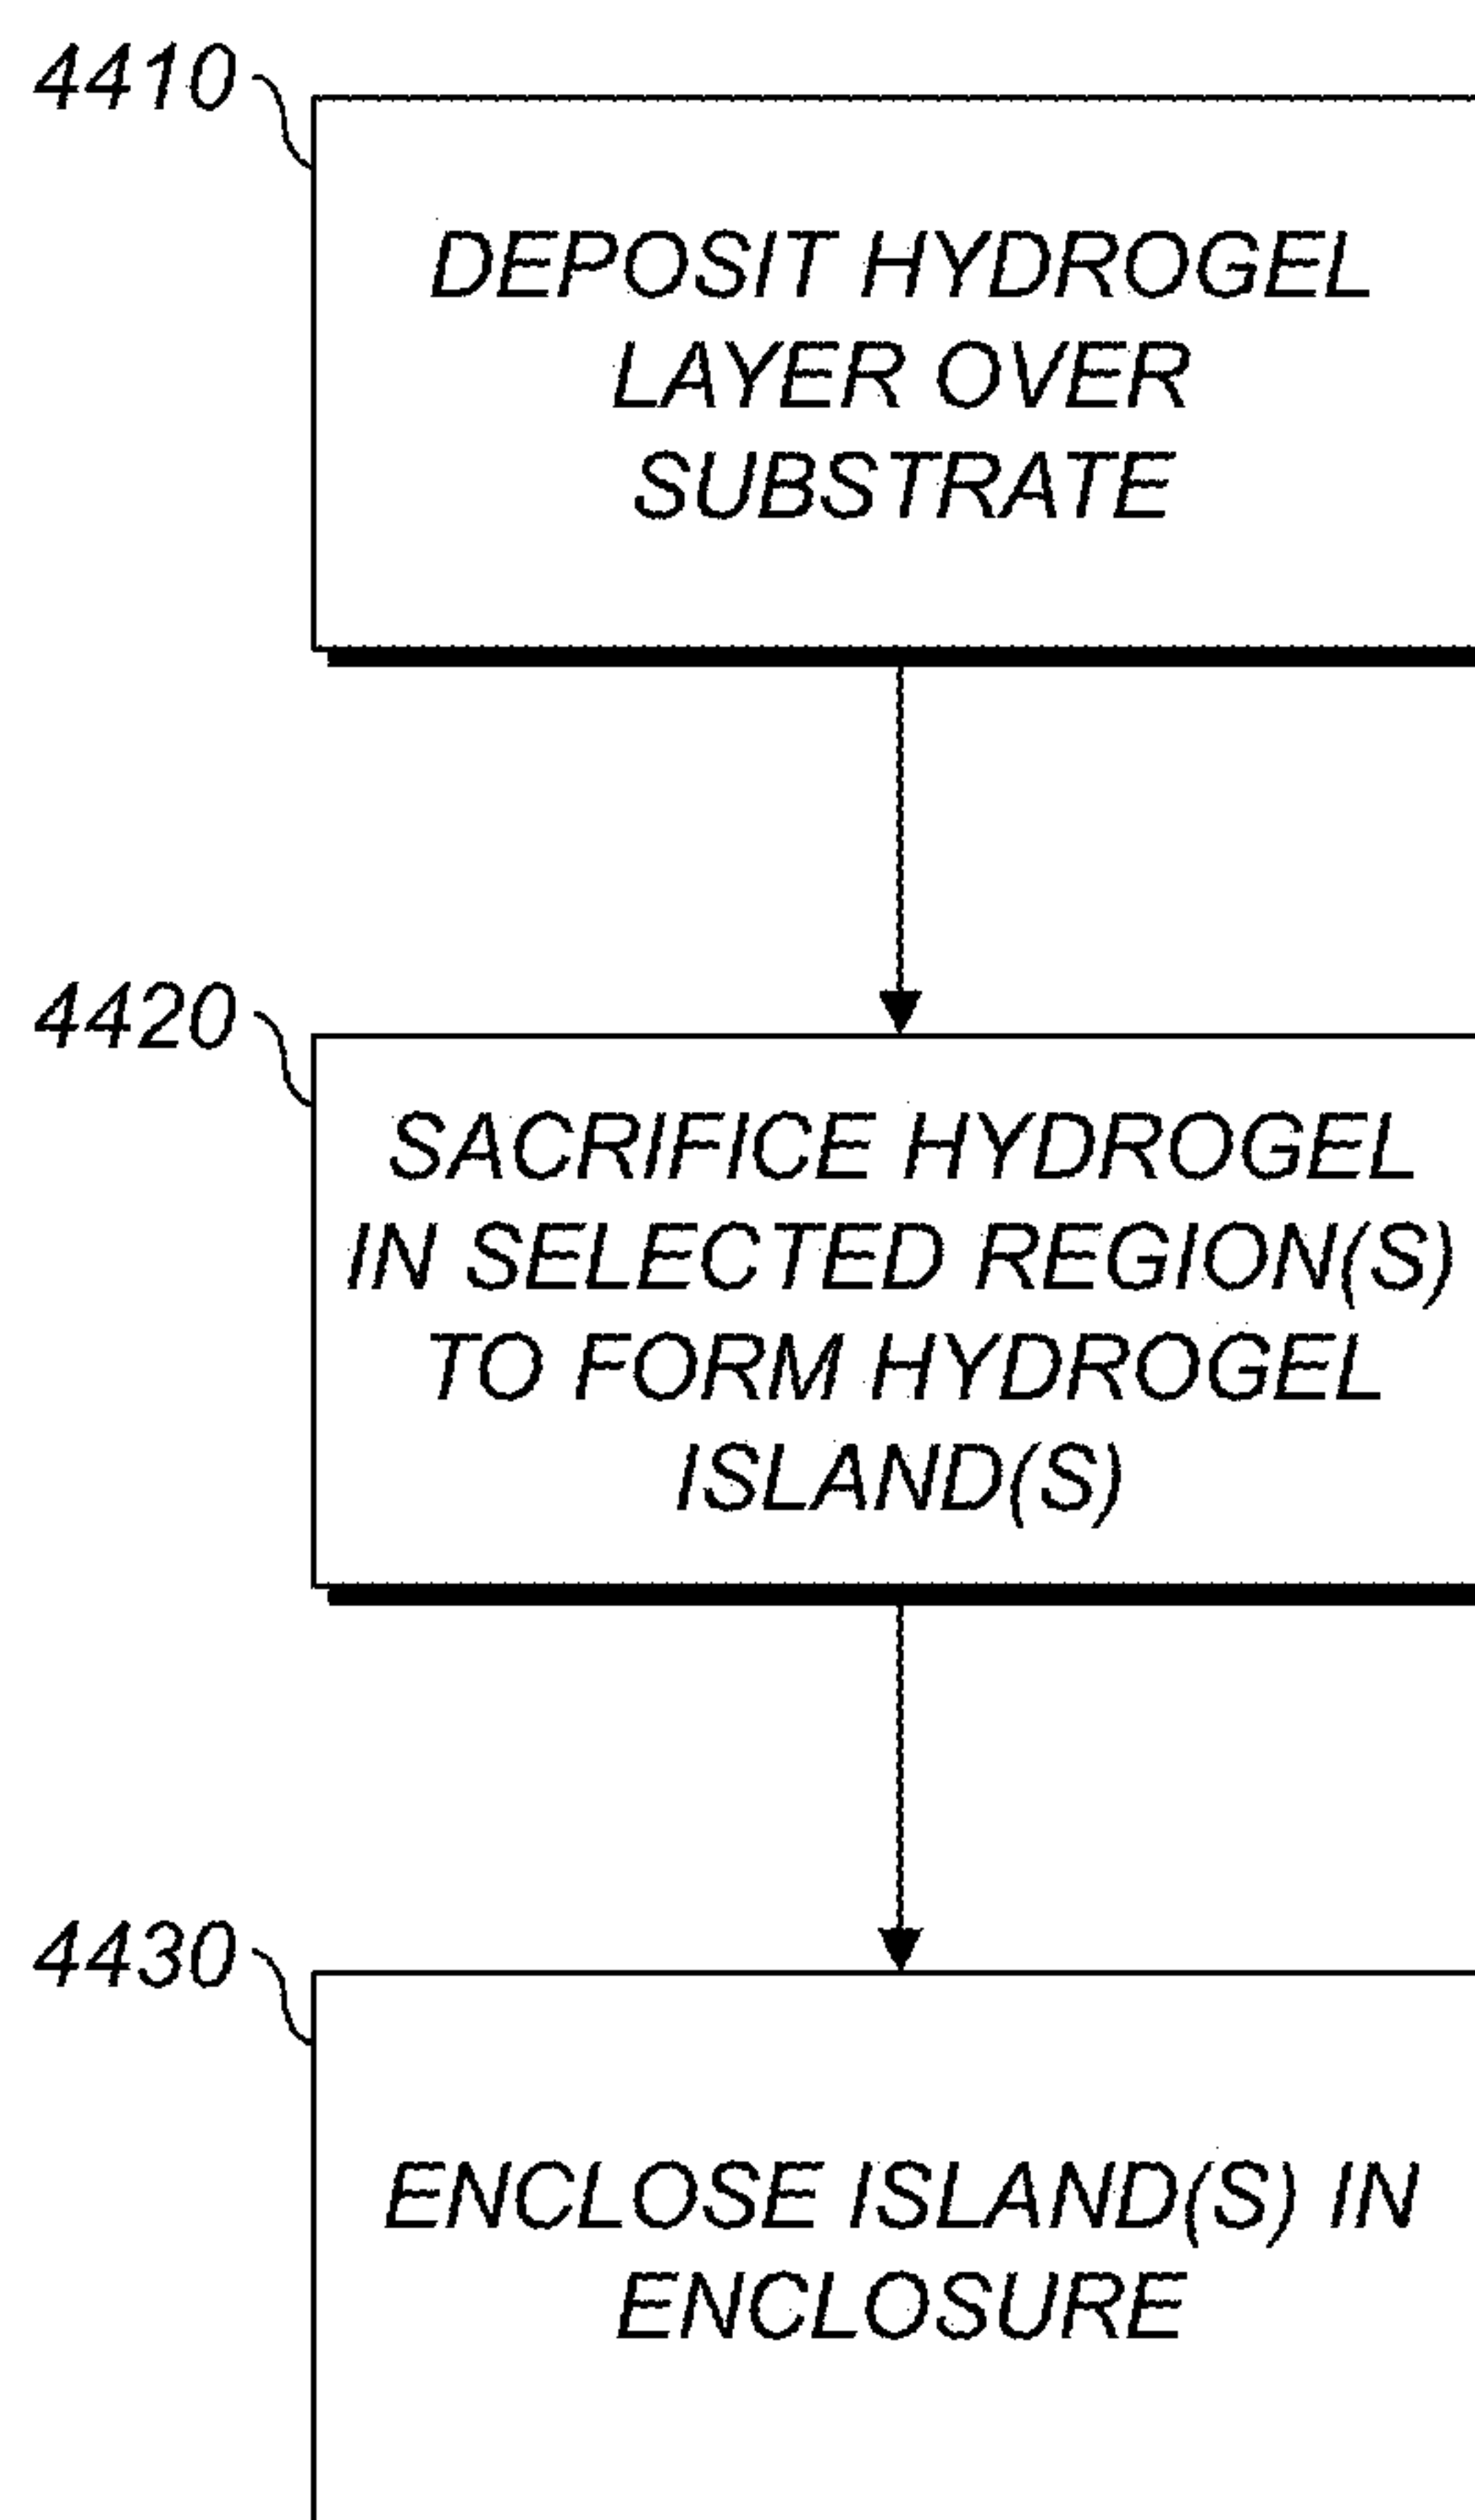 4410
DEPOSIT HYDROGEL
LAYER OVER
SUBSTRATE
4420
SACRIFICE HYDROGEL
IN SELECTED REGION(S)
TO FORM HYDROGEL
ISLAND(S)
4430
ENCLOSE ISLAND(S) IN
ENCLOSURE